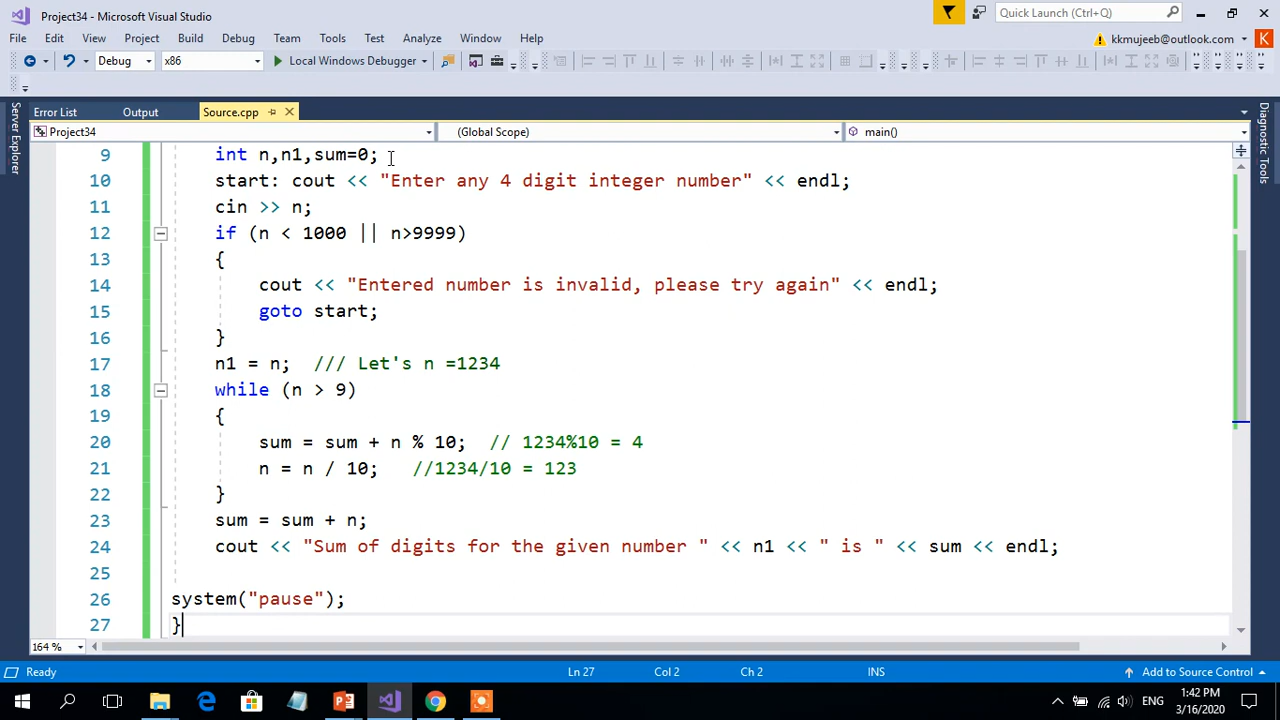 Project34 - Microsoft Visual Studio
Quick Launch (Ctrl+Q)
File Edit View Project Build Debug Team Tools Test Analyze Window Help
kkmujeeb@outlook.com K
Debug x86 Local Windows Debugger
Server Explorer
Diagnostic Tools
Error List Output Source.cpp
Project34 (Global Scope) main()
9 int n,n1,sum=0;
10 start: cout << "Enter any 4 digit integer number" << endl;
11 cin >> n;
12 if (n < 1000 || n>9999)
13 {
14 cout << "Entered number is invalid, please try again" << endl;
15 goto start;
16 }
17 n1 = n; /// Let's n =1234
18 while (n > 9)
19 {
20 sum = sum + n % 10; // 1234%10 = 4
21 n = n / 10; //1234/10 = 123
22 }
23 sum = sum + n;
24 cout << "Sum of digits for the given number " << n1 << " is " << sum << endl;
25
26 system("pause");
27 }
164 %
Ready Ln 27 Col 2 Ch 2 INS Add to Source Control
ENG 1:42 PM
3/16/2020